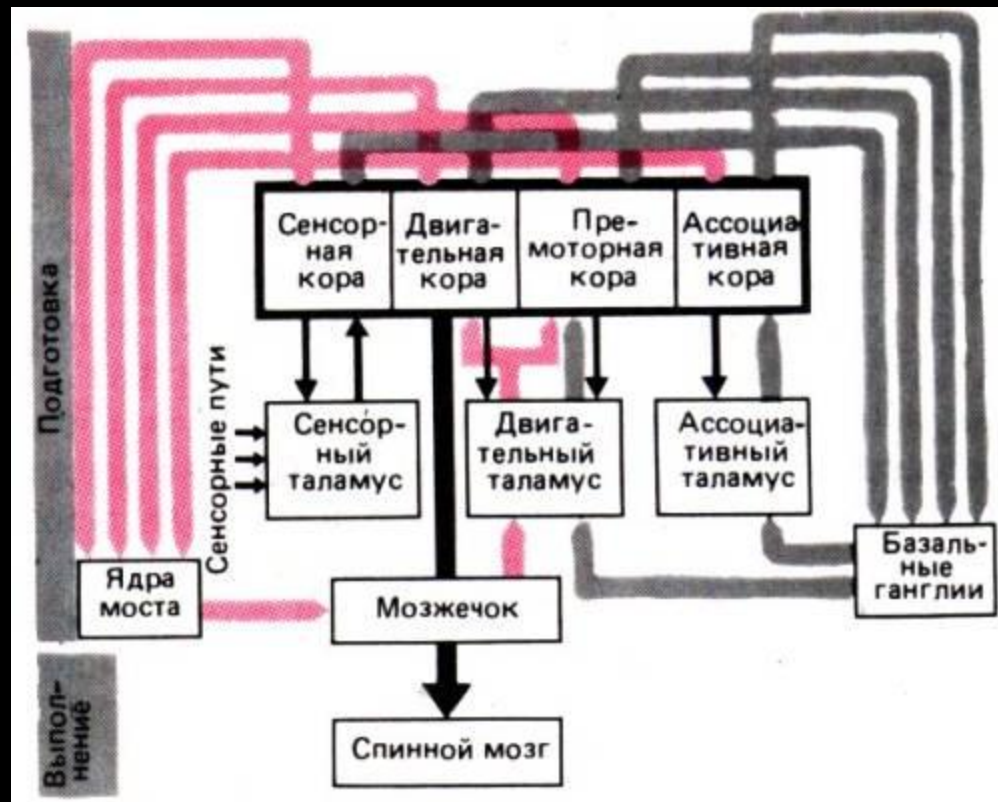 Подготовка
Сенсор-
ная
кора
Двига-
тельная
кора
Пре-
моторная
кора
Ассоциа-
тивная
кора
Сенсорные пути
Сенсо́р-
ный
таламус
Двига-
тельный
таламус
Ассоциа-
тивный
таламус
Ядра
моста
Мозжечок
Базаль-
ные
ганглии
Выпол-
нение
Спинной мозг